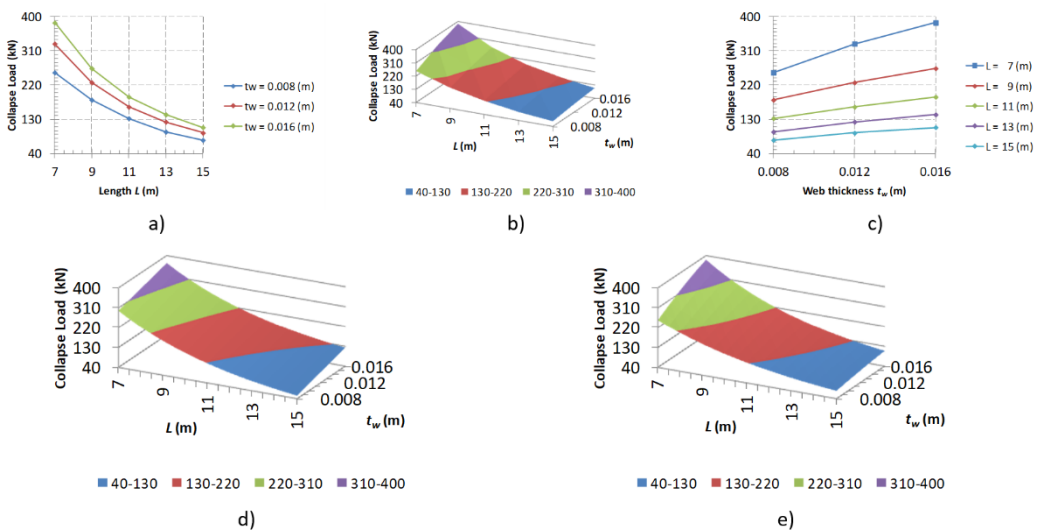 Collapse Load (kN)
400
310
220
130
40
7 9 11 13 15
Length L (m)
tw = 0.008 (m)
tw = 0.012 (m)
tw = 0.016 (m)
a)
Collapse Load (kN)
400
310
220
130
40
7
9
11
13
15
L (m)
0.016
0.012
0.008
tw (m)
40-130 130-220 220-310 310-400
b)
Collapse Load (kN)
400
310
220
130
40
0.008 0.012 0.016
Web thickness tw (m)
L = 7 (m)
L = 9 (m)
L = 11 (m)
L = 13 (m)
L = 15 (m)
c)
Collapse Load (kN)
400
310
220
130
40
7
9
11
13
15
L (m)
0.016
0.012
0.008
tw (m)
40-130 130-220 220-310 310-400
d)
Collapse Load (kN)
400
310
220
130
40
7
9
11
13
15
L (m)
0.016
0.012
0.008
tw (m)
40-130 130-220 220-310 310-400
e)